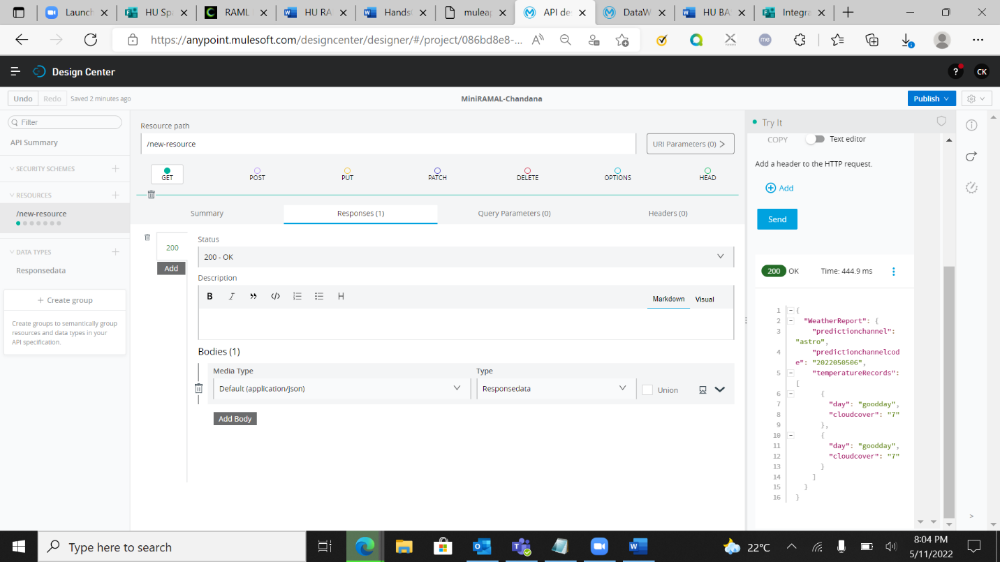 Launch
HU Sp
RAML
HU RA
Hands
mulea
API de
DataW
HU BA
Integra
https://anypoint.mulesoft.com/designcenter/designer/#/project/086bd8e8-...
me
Design Center
?
CK
Undo
Redo
Saved 2 minutes ago
MiniRAMAL-Chandana
Publish
Filter
API Summary
SECURITY SCHEMES
RESOURCES
/new-resource
DATA TYPES
Responsedata
+ Create group
Create groups to semantically group
resources and data types in your
API specification.
Resource path
/new-resource
URI Parameters (0) >
GET
POST
PUT
PATCH
DELETE
OPTIONS
HEAD
Summary
Responses (1)
Query Parameters (0)
Headers (0)
200
Add
Status
200 - OK
Description
B I ” </> H
Markdown
Visual
Bodies (1)
Media Type
Type
Default (application/json)
Responsedata
Union
Add Body
Try It
COPY
Text editor
Add a header to the HTTP request.
Add
Send
200 OK
Time: 444.9 ms
1 {
2 "WeatherReport": {
3 "predictionchannel":
"astro",
4 "predictionchannelcod
e": "2022050506",
5 "temperatureRecords":
[
6 {
7 "day": "goodday",
8 "cloudcover": "7"
9 },
10 {
11 "day": "goodday",
12 "cloudcover": "7"
13 }
14 ]
15 }
16 }
Type here to search
22°C
8:04 PM
5/11/2022